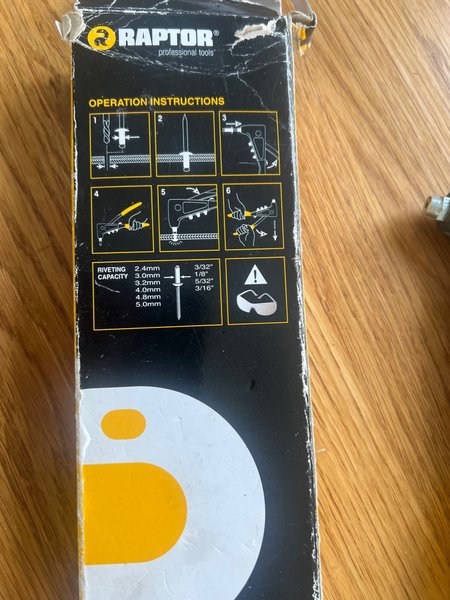 RAPTOR®
professional tools
OPERATION INSTRUCTIONS
1 2 3
4 5 6
RIVETING CAPACITY
2.4mm 3/32"
3.0mm 1/8"
3.2mm 5/32"
4.0mm 3/16"
4.8mm
5.0mm